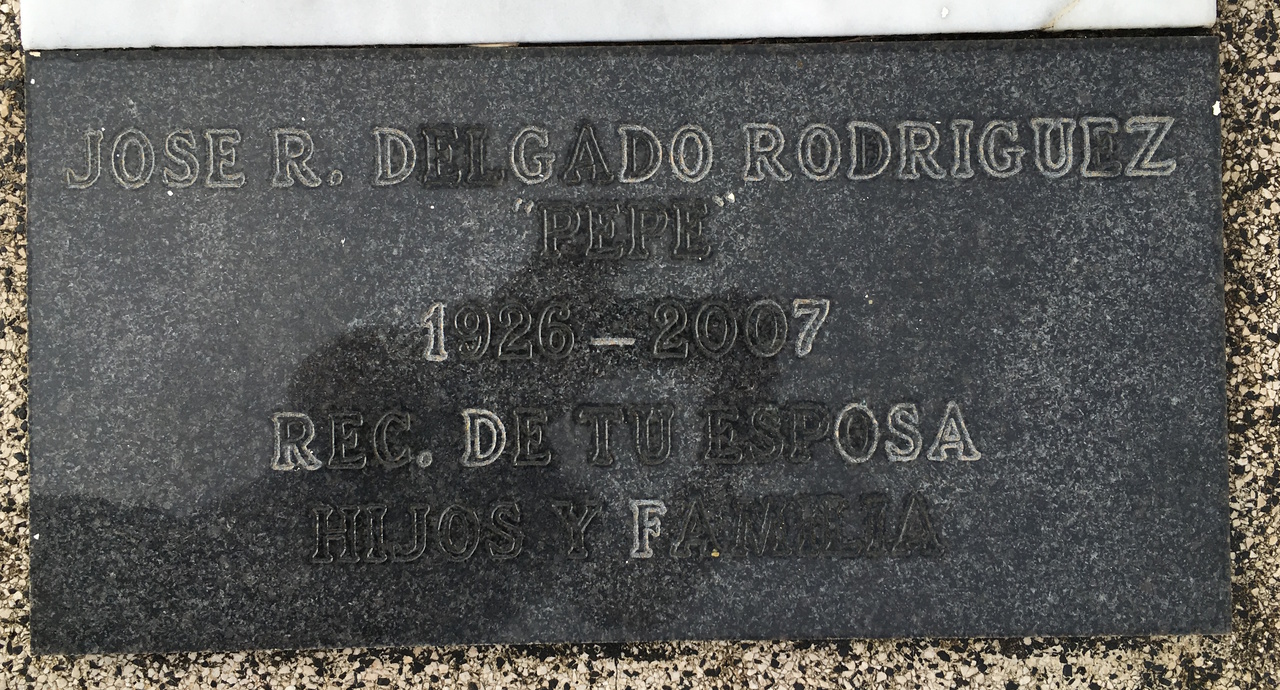 JOSE R. DELGADO RODRIGUEZ
"PEPE"
1926 — 2007
REC. DE TU ESPOSA
HIJOS Y FAMILIA